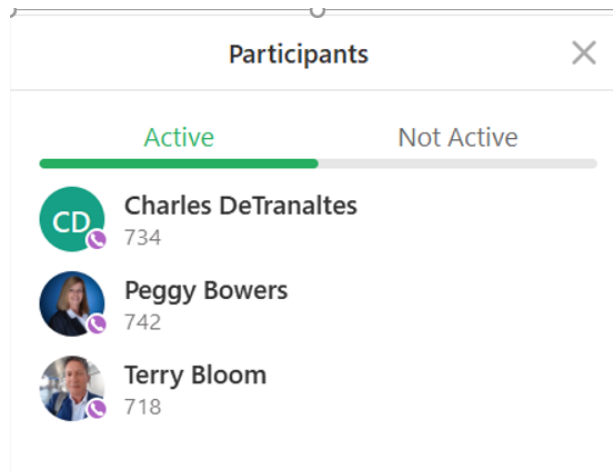 Participants
Active Not Active
CD
Charles DeTranaltes
734
Peggy Bowers
742
Terry Bloom
718